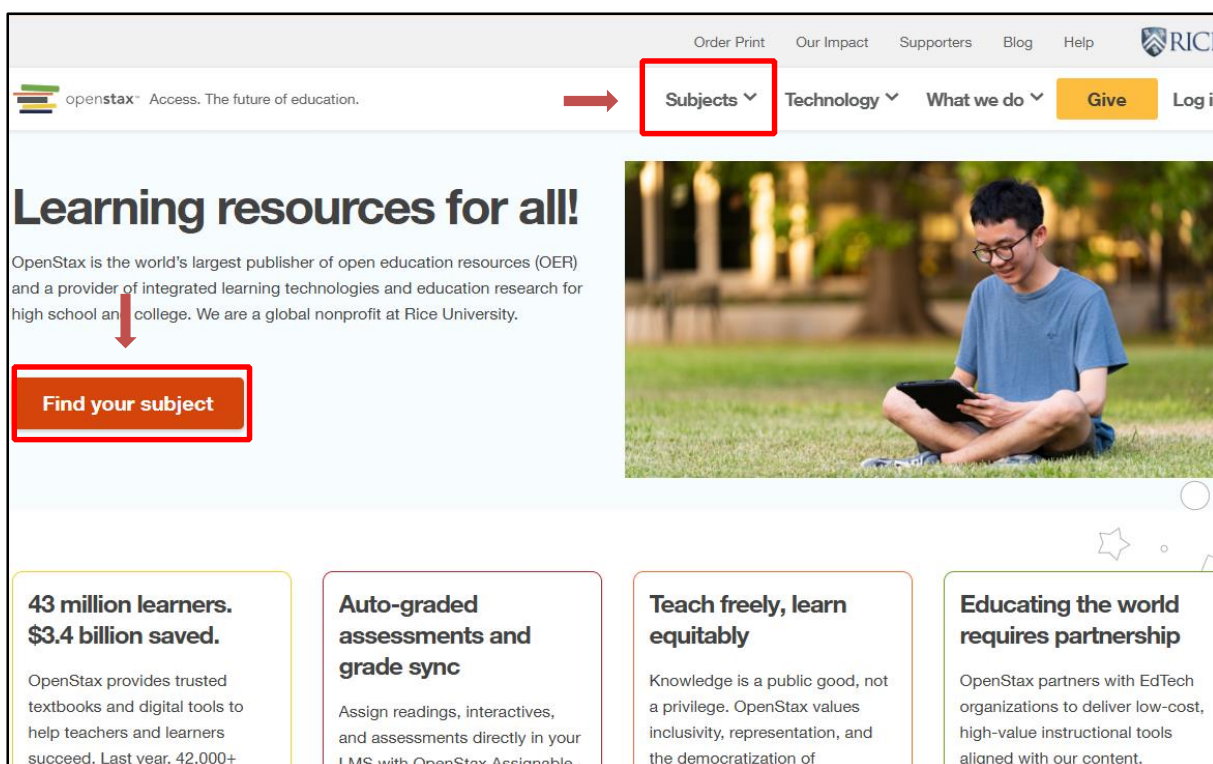 Order Print Our Impact Supporters Blog Help
openstax Access. The future of education. Subjects Technology What we do Give Log
Learning resources for all!
OpenStax is the world's largest publisher of open education resources (OER)
and a provider of integrated learning technologies and education research for
high school and college. We are a global nonprofit at Rice University.
Find your subject
43 million learners.
$3.4 billion saved.
OpenStax provides trusted
textbooks and digital tools to
help teachers and learners
succeed. Last year, 42,000+
Auto-graded
assessments and
grade sync
Assign readings, interactives,
and assessments directly in your
LMS with OpenStax Assignable
Teach freely, learn
equitably
Knowledge is a public good, not
a privilege. OpenStax values
inclusivity, representation, and
the democratization of
Educating the world
requires partnership
OpenStax partners with EdTech
organizations to deliver low-cost,
high-value instructional tools
aligned with our content.